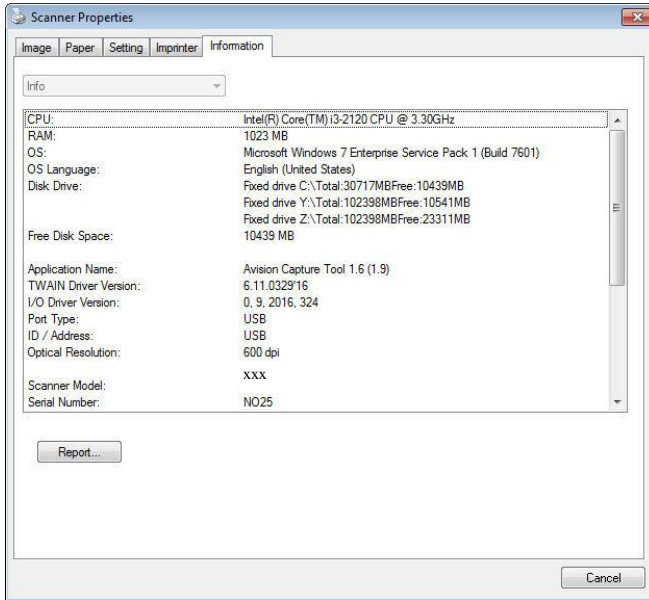 Scanner Properties
Image Paper Setting Imprinter Information
Info
CPU: Intel(R) Core(TM) i3-2120 CPU @ 3.30GHz
RAM: 1023 MB
OS: Microsoft Windows 7 Enterprise Service Pack 1 (Build 7601)
OS Language: English (United States)
Disk Drive: Fixed drive C:\Total:30717MBFree:10439MB
Fixed drive Y:\Total:102398MBFree:10541MB
Fixed drive Z:\Total:102398MBFree:23311MB
Free Disk Space: 10439 MB
Application Name: Avision Capture Tool 1.6 (1.9)
TWAIN Driver Version: 6.11.0329'16
I/O Driver Version: 0, 9, 2016, 324
Port Type: USB
ID / Address: USB
Optical Resolution: 600 dpi
Scanner Model: xxx
Serial Number: NO25
Report...
Cancel